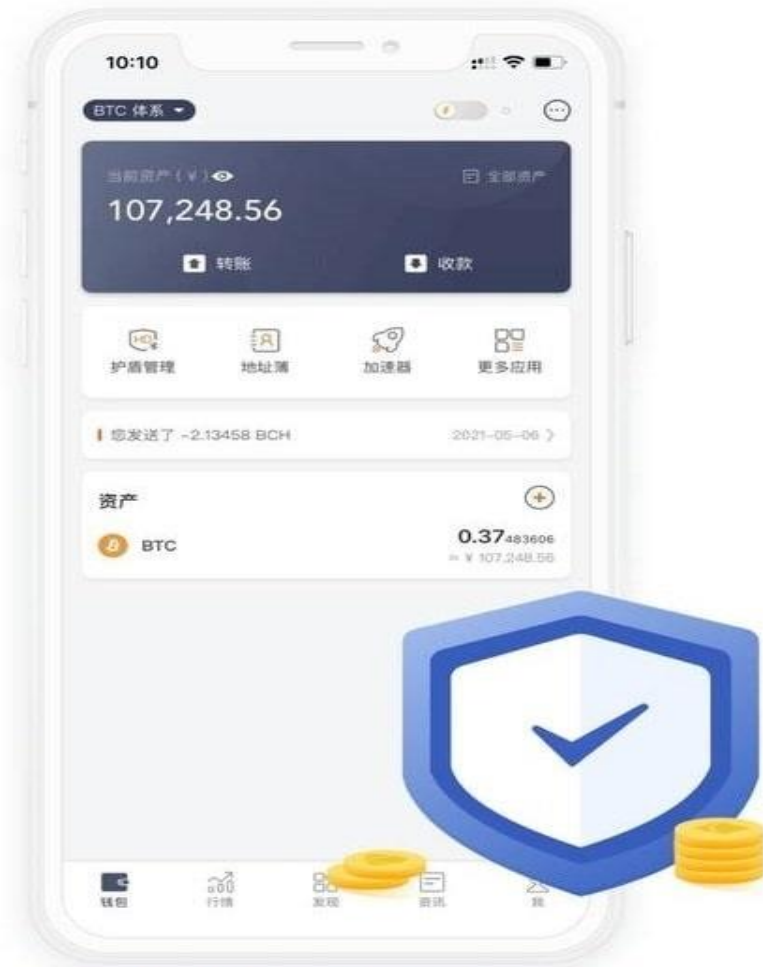 10:10
BTC 体系
当前资产 ( ¥ )
全部资产
107,248.56
转账
收款
HD
护盾管理
地址薄
加速器
更多应用
您发送了 -2.13458 BCH
2021-05-06
资产
BTC
0.37483606
≈ ¥ 107,248.56
钱包
行情
发现
资讯
我